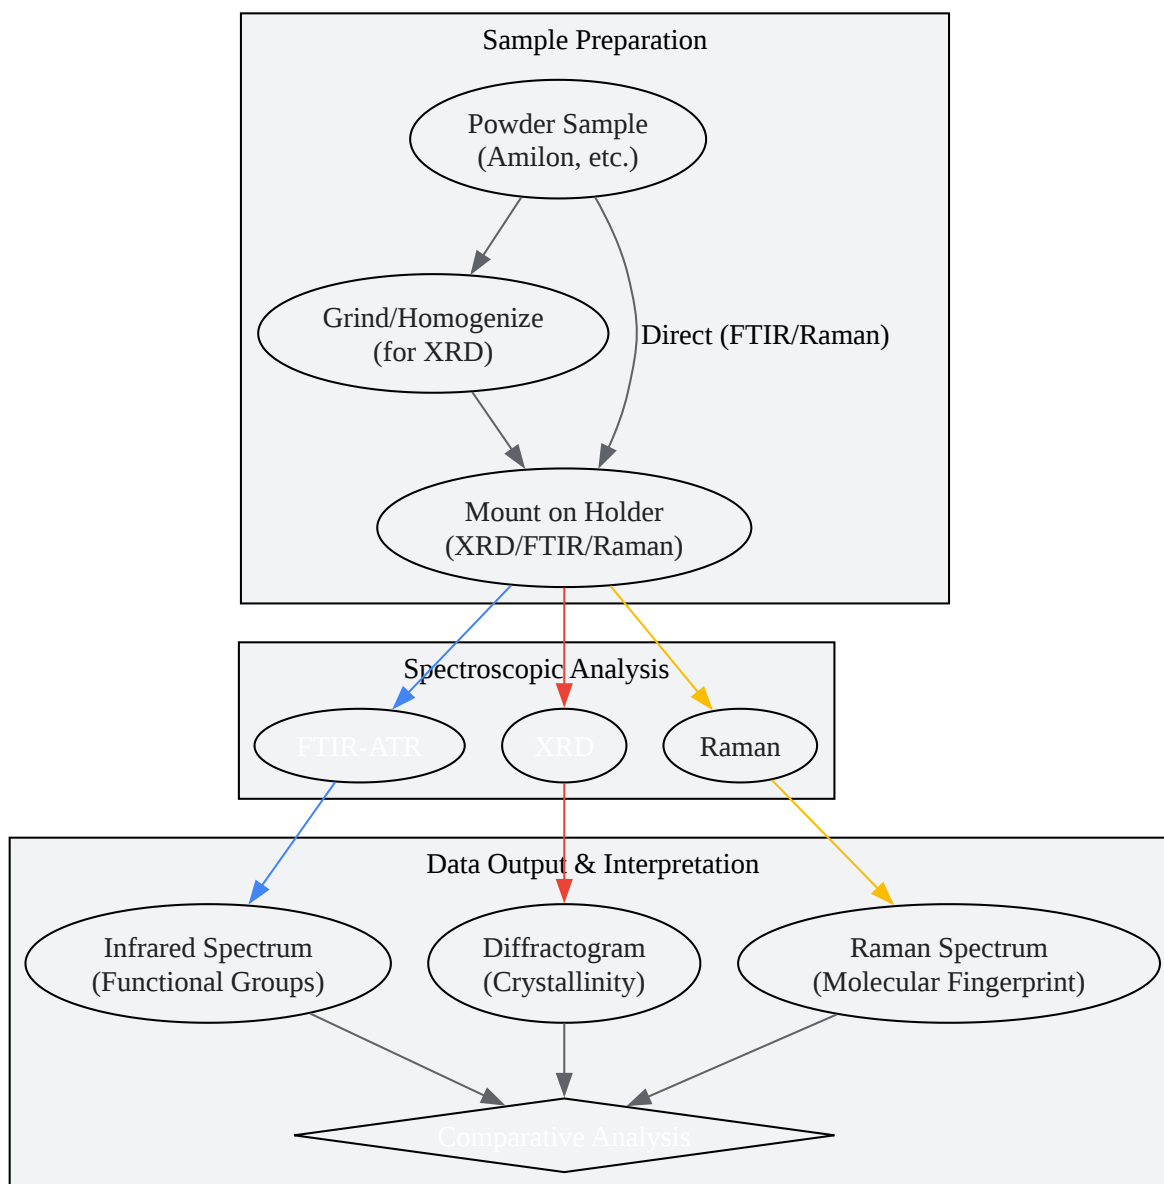 Sample Preparation
Powder Sample
(Amilon, etc.)
Grind/Homogenize
(for XRD)
Direct (FTIR/Raman)
Mount on Holder
(XRD/FTIR/Raman)
Spectroscopic Analysis
FTIR-ATR
XRD
Raman
Data Output & Interpretation
Infrared Spectrum
(Functional Groups)
Diffractogram
(Crystallinity)
Raman Spectrum
(Molecular Fingerprint)
Comparative Analysis